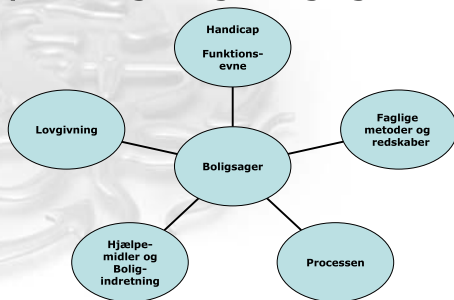 Handicap
Funktions-
evne
Lovgivning
Faglige
metoder og
redskaber
Boligsager
Hjælpe-
midler og
Bolig-
indretning
Processen